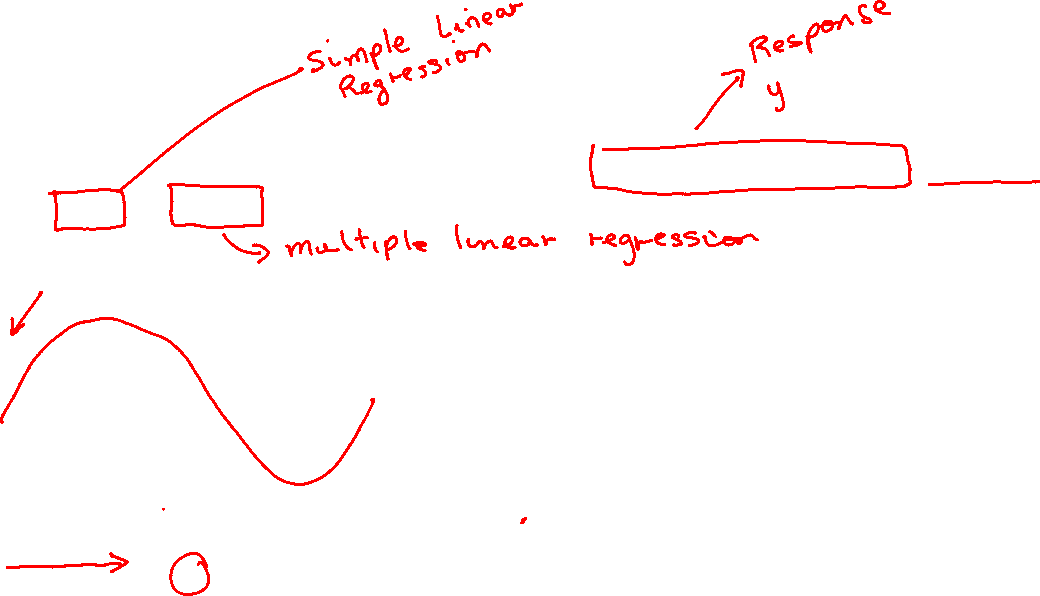 Simple Linear
Regression
Response
y
multiple linear regression